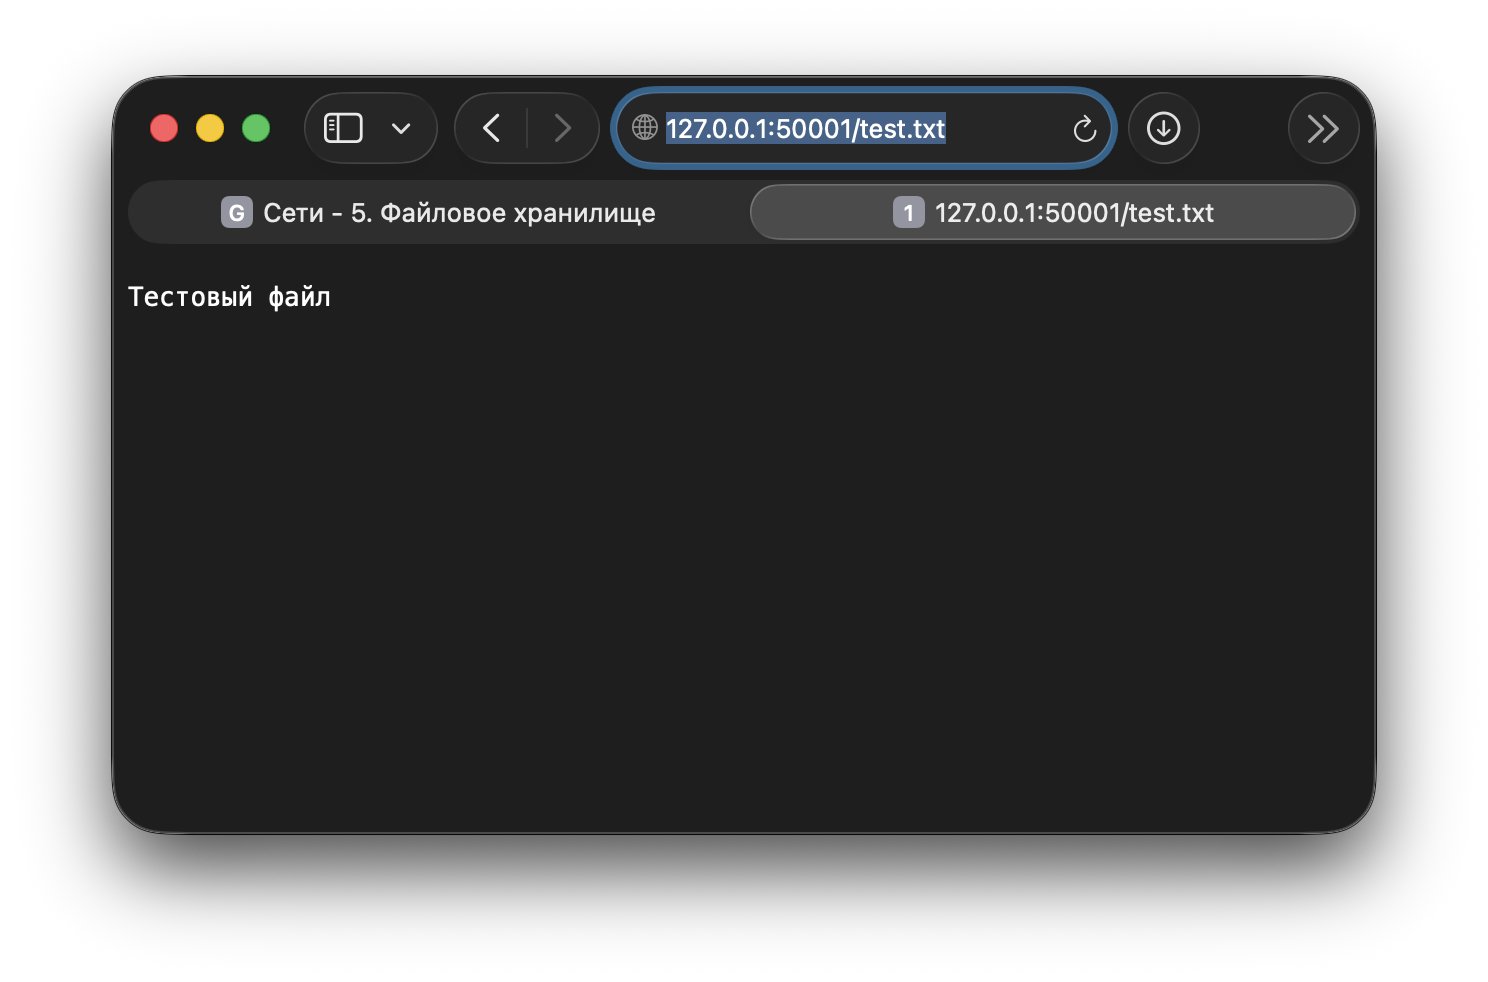 127.0.0.1:50001/test.txt
G Сети - 5. Файловое хранилище
1 127.0.0.1:50001/test.txt
Тестовый файл